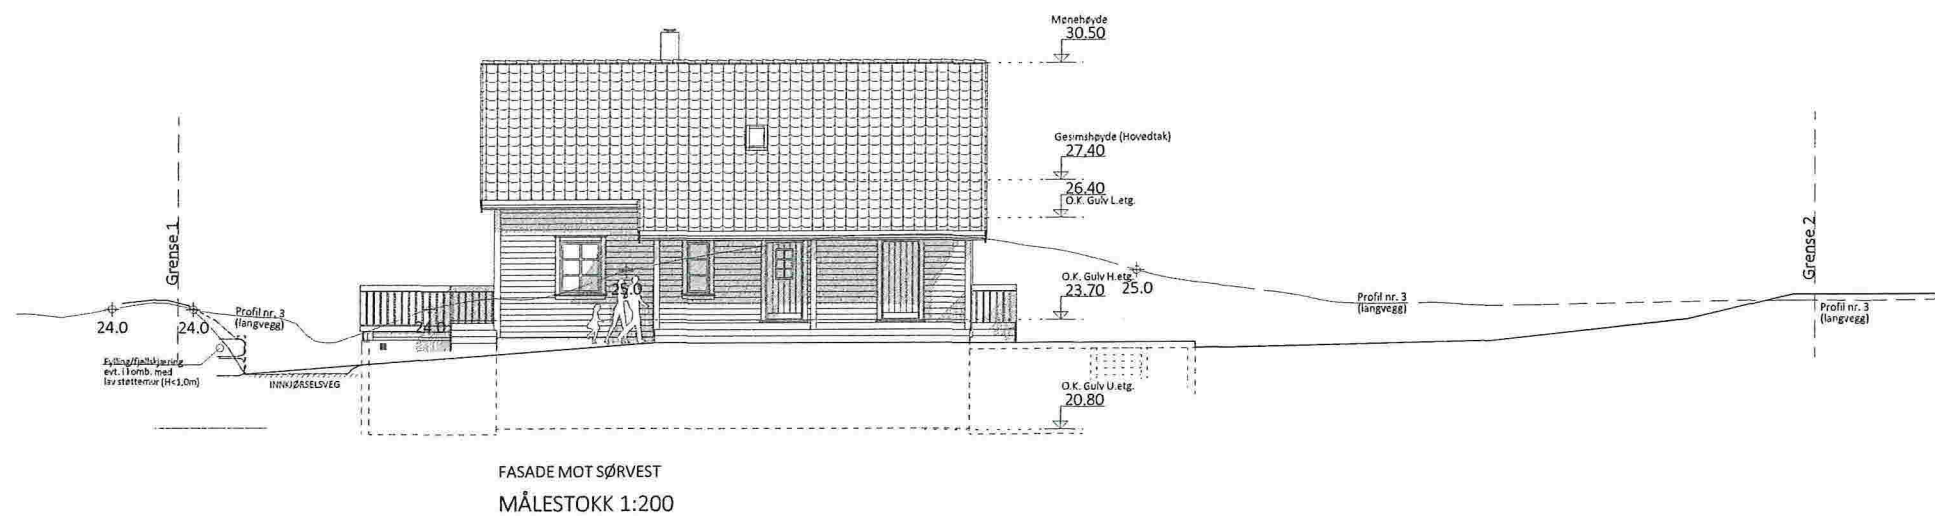 Mønehøyde
30.50
Gesimshøyde (Hovedtak)
27,40
26.40
O.K. Gulv L.etg.
Grense 1
Grense 2
O.K. Gulv H.etg.
23.70
25.0
25.0
24.0
24.0
24.0
Profil nr. 3
(langvegg)
Profil nr. 3
(langvegg)
Profil nr. 3
(langvegg)
Fylling/fjellskjæring
evt. i komb. med
lav støttemur (H<1,0m)
INNKJØRSELSVEG
O.K. Gulv U.etg.
20.80
FASADE MOT SØRVEST
MÅLESTOKK 1:200